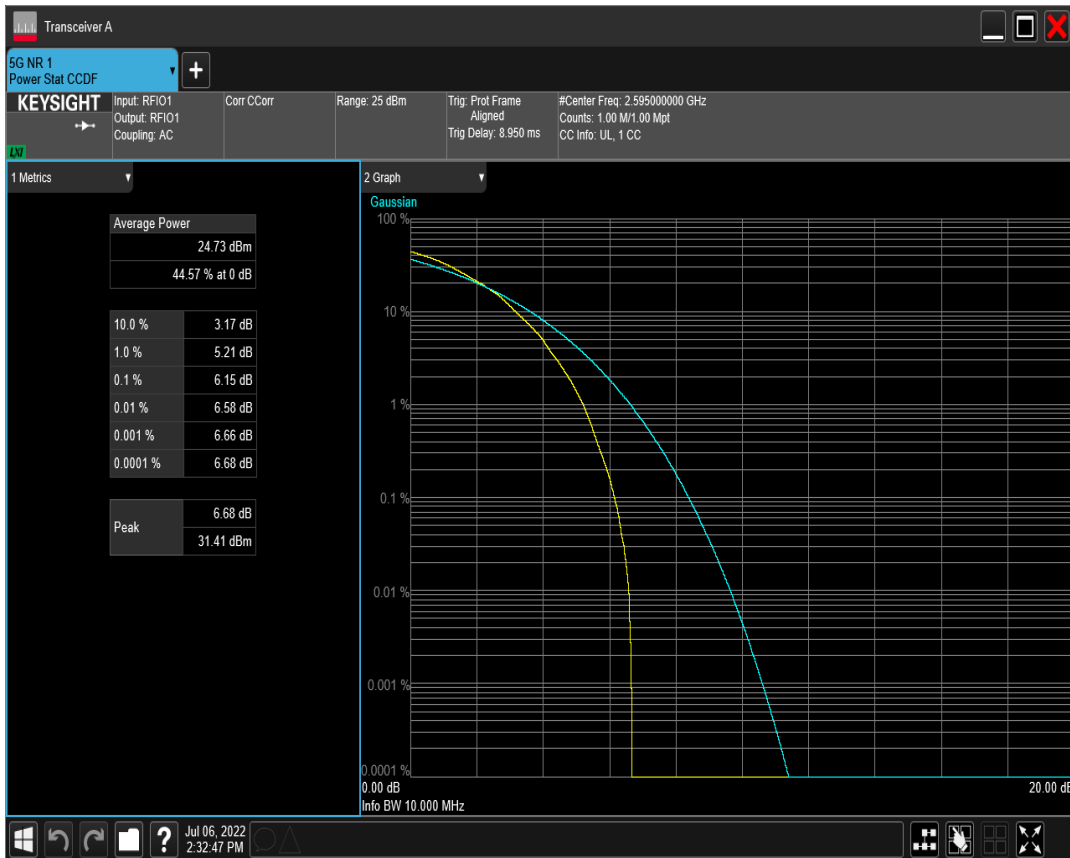 Transceiver A
5G NR 1
Power Stat CCDF
KEYSIGHT
LXI
Input: RFIO1
Output: RFIO1
Coupling: AC
Corr CCorr
Range: 25 dBm
Trig: Prot Frame
Aligned
Trig Delay: 8.950 ms
#Center Freq: 2.595000000 GHz
Counts: 1.00 M/1.00 Mpt
CC Info: UL, 1 CC
1 Metrics
Average Power
24.73 dBm
44.57 % at 0 dB
10.0 % 3.17 dB
1.0 % 5.21 dB
0.1 % 6.15 dB
0.01 % 6.58 dB
0.001 % 6.66 dB
0.0001 % 6.68 dB
Peak
6.68 dB
31.41 dBm
2 Graph
Gaussian
100 %
10 %
1 %
0.1 %
0.01 %
0.001 %
0.0001 %
0.00 dB 20.00 dB
Info BW 10.000 MHz
?
Jul 06, 2022
2:32:47 PM